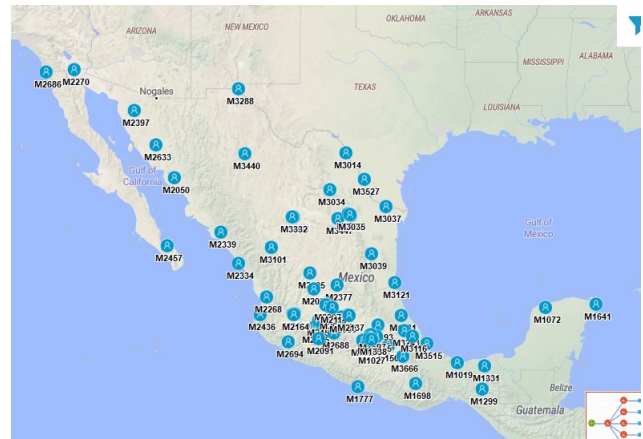 OKLAHOMA
ARKANSAS
ARIZONA
NEW MEXICO
MISSISSIPPI
ALABAMA
TEXAS
LOUISIANA
M2686
M2270
Nogales
M3288
M2397
M2633
M3440
M3014
Gulf of
California
M2050
M3527
M3034
M3037
M3332
M3035
Gulf of
Mexico
M2339
M2457
M3101
M3039
M2334
Mexico
M2377
M3121
M2268
M2436
M2164
M1072
M1641
M2694
M2091
M2688
M1027
M3515
M3666
M1019
M1331
Belize
M1777
M1698
M1299
Guatemala